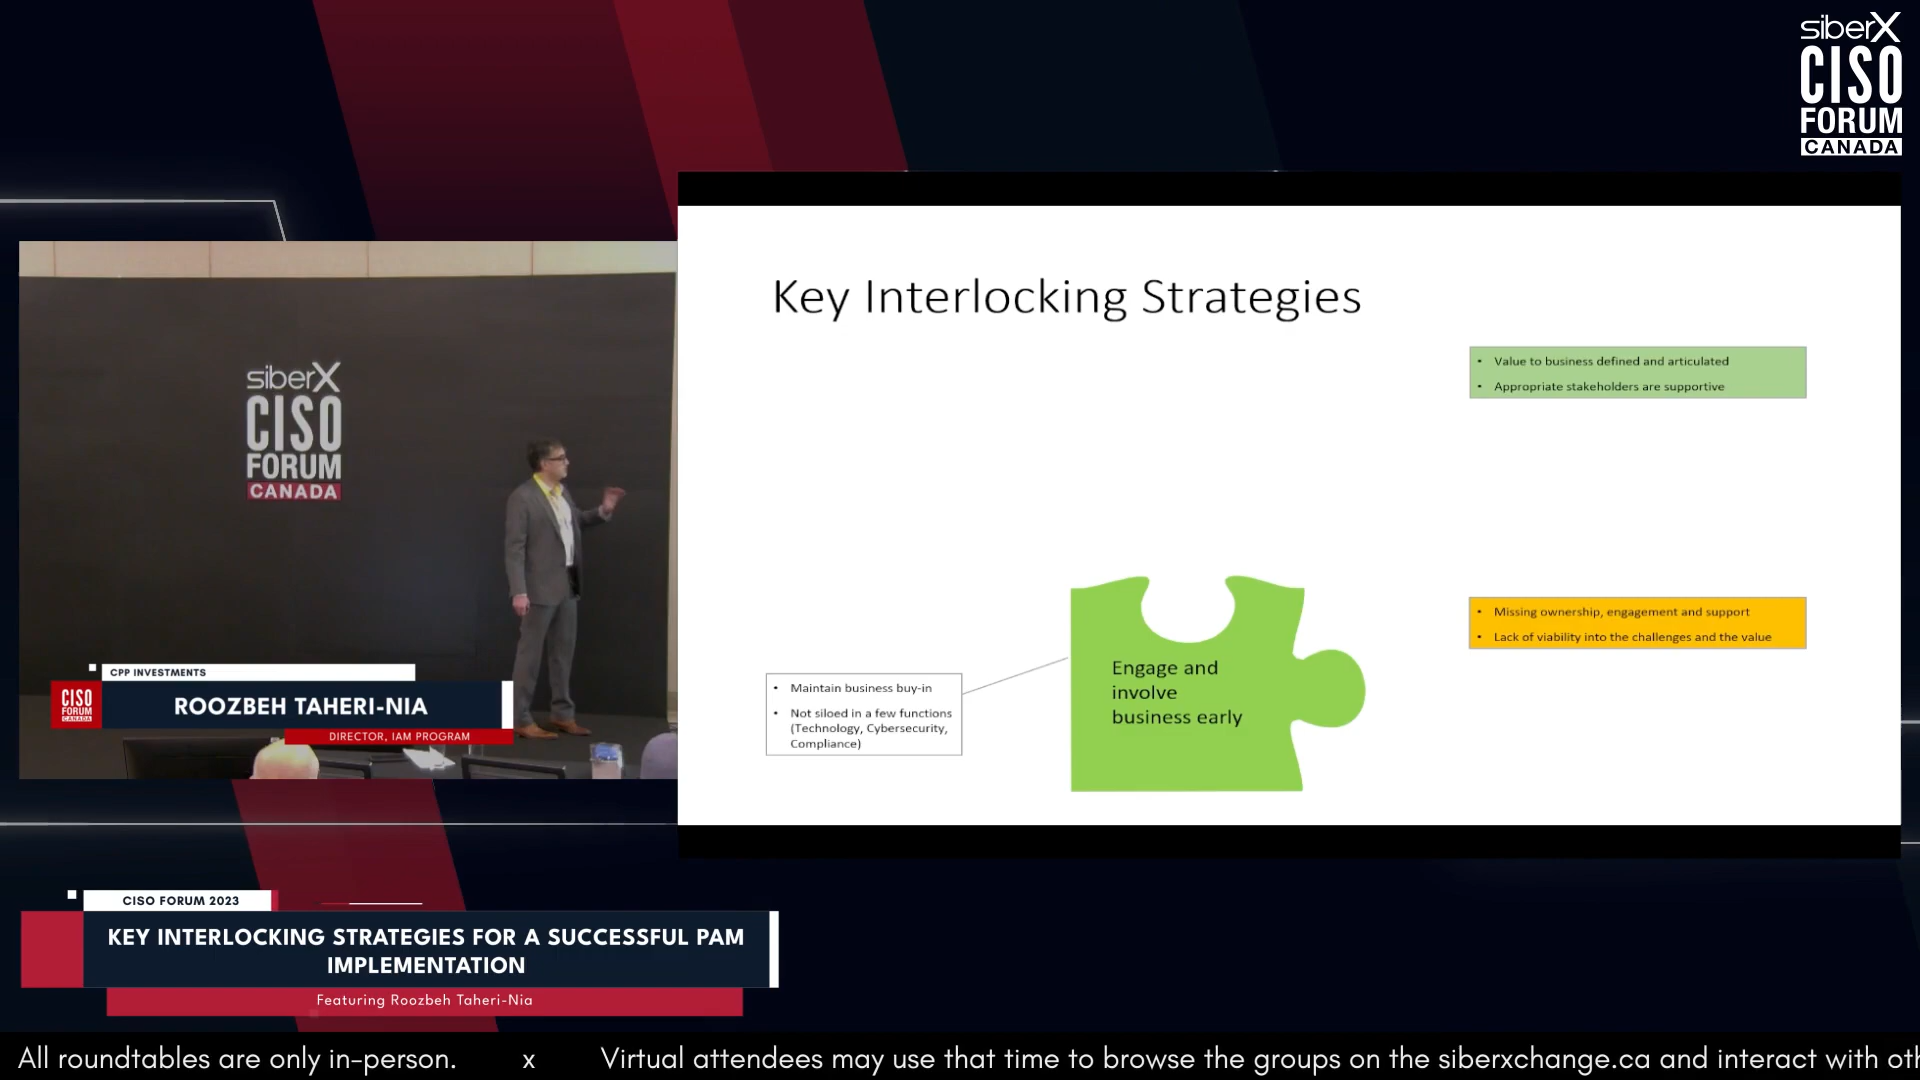 siberX
CISO
FORUM
CANADA
Key Interlocking Strategies
• Value to business defined and articulated
• Appropriate stakeholders are supportive
siberX
CISO
FORUM
CANADA
• Missing ownership, engagement and support
• Lack of viability into the challenges and the value
Engage and
involve
business early
• Maintain business buy-in
• Not siloed in a few functions
(Technology, Cybersecurity,
Compliance)
CPP INVESTMENTS
CISO
FORUM
CANADA
ROOZBEH TAHERI-NIA
DIRECTOR, IAM PROGRAM
CISO FORUM 2023
KEY INTERLOCKING STRATEGIES FOR A SUCCESSFUL PAM
IMPLEMENTATION
Featuring Roozbeh Taheri-Nia
All roundtables are only in-person. x Virtual attendees may use that time to browse the groups on the siberxchange.ca and interact with oth